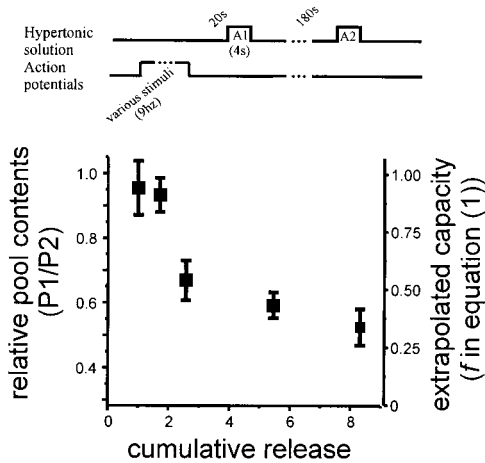 20s
180s
Hypertonic
solution
A1
...
A2
(4s)
Action
potentials
...
various stimuli
(9hz)
relative pool contents
(P1/P2)
1.0
0.8
0.6
0.4
1.00
0.75
0.50
0.25
0
extrapolated capacity
(f in equation (1))
0 2 4 6 8
cumulative release